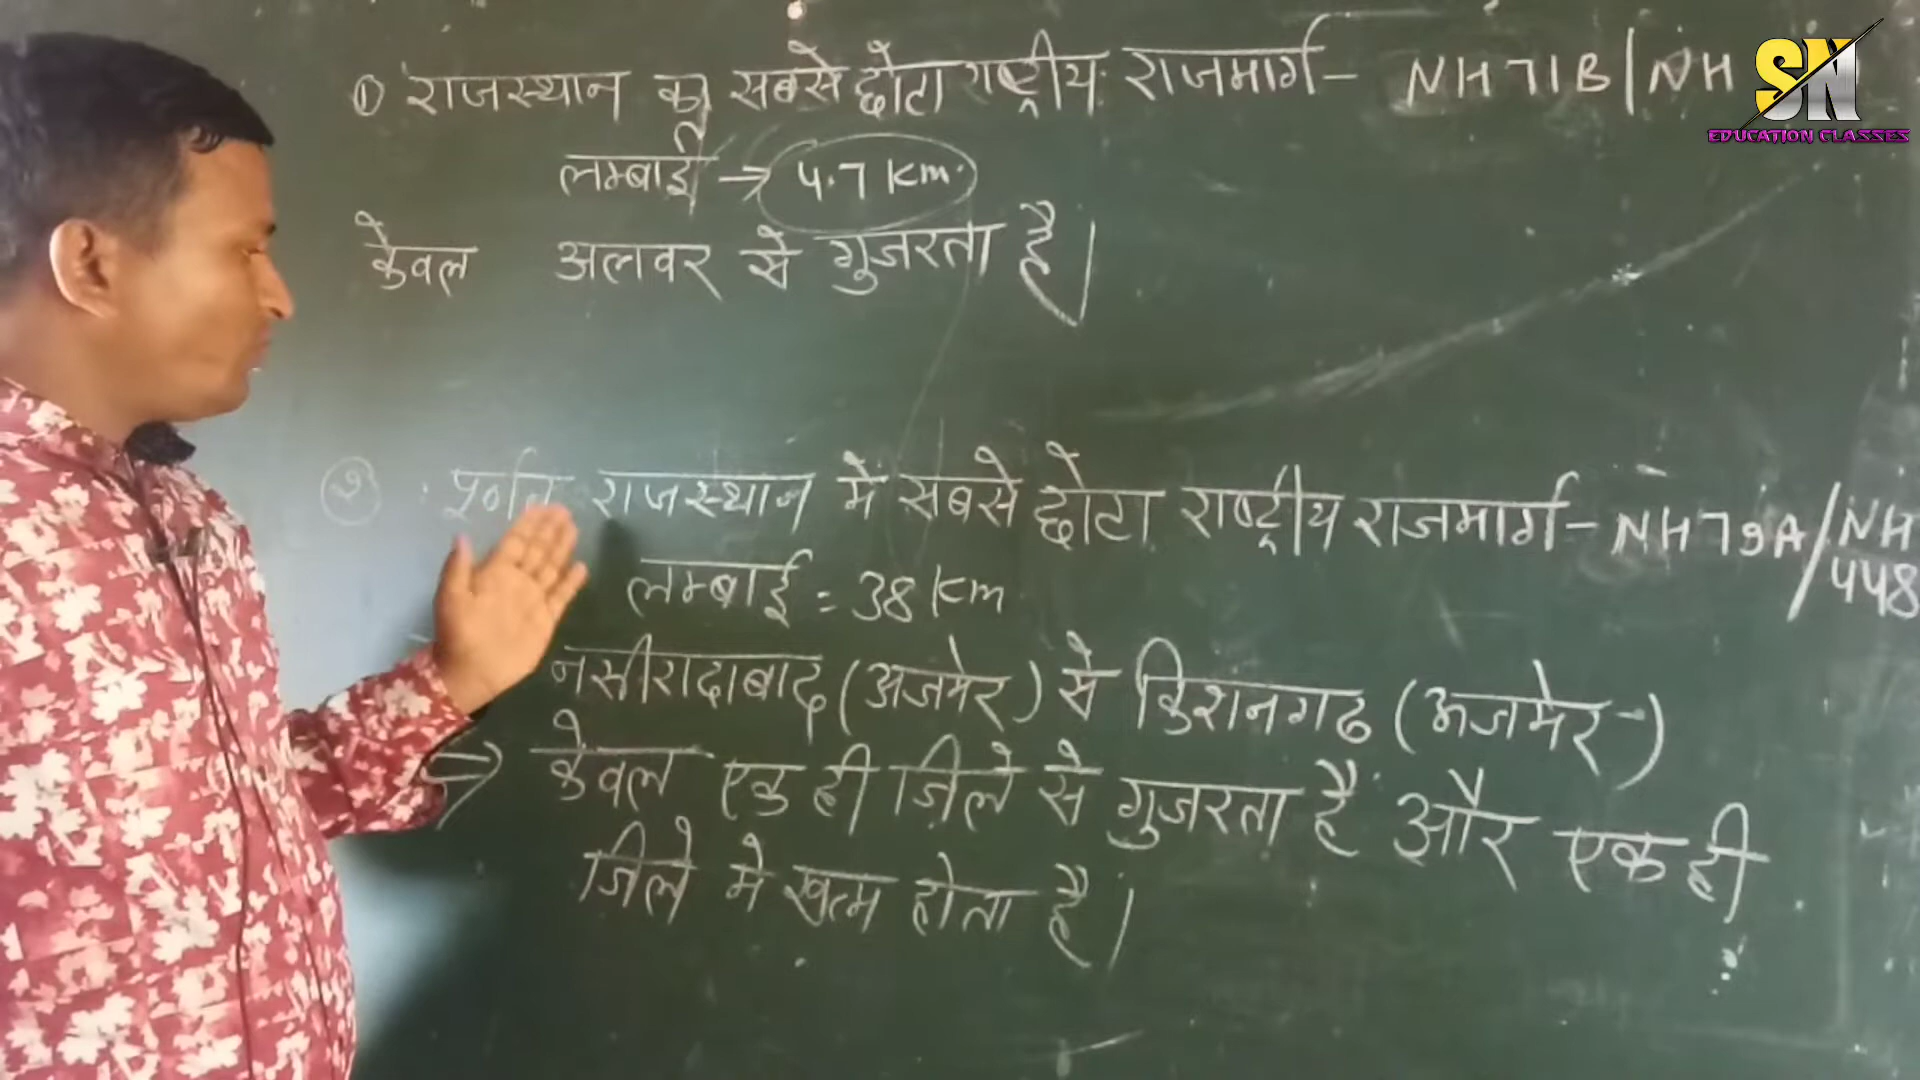 ① राजस्थान का सबसे छोटा राष्ट्रीय राजमार्ग - NH 71B/NH
लम्बाई → 4.7 Km.
केवल अलवर से गुजरता है।
② राजस्थान में सबसे छोटा राष्ट्रीय राजमार्ग - NH 79A/NH 448
लम्बाई = 38 Km
नसीरादाबाद (अजमेर) से किशनगढ (अजमेर)
⇒ केवल एक ही ज़िले से गुजरता है और एक ही
जिले मे खत्म होता है।
SN
EDUCATION CLASSES